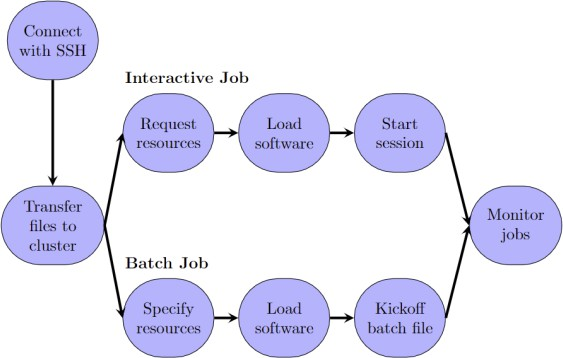 Connect
with SSH
Interactive Job
Request
resources
Load
software
Start
session
Transfer
files to
cluster
Monitor
jobs
Batch Job
Specify
resources
Load
software
Kickoff
batch file